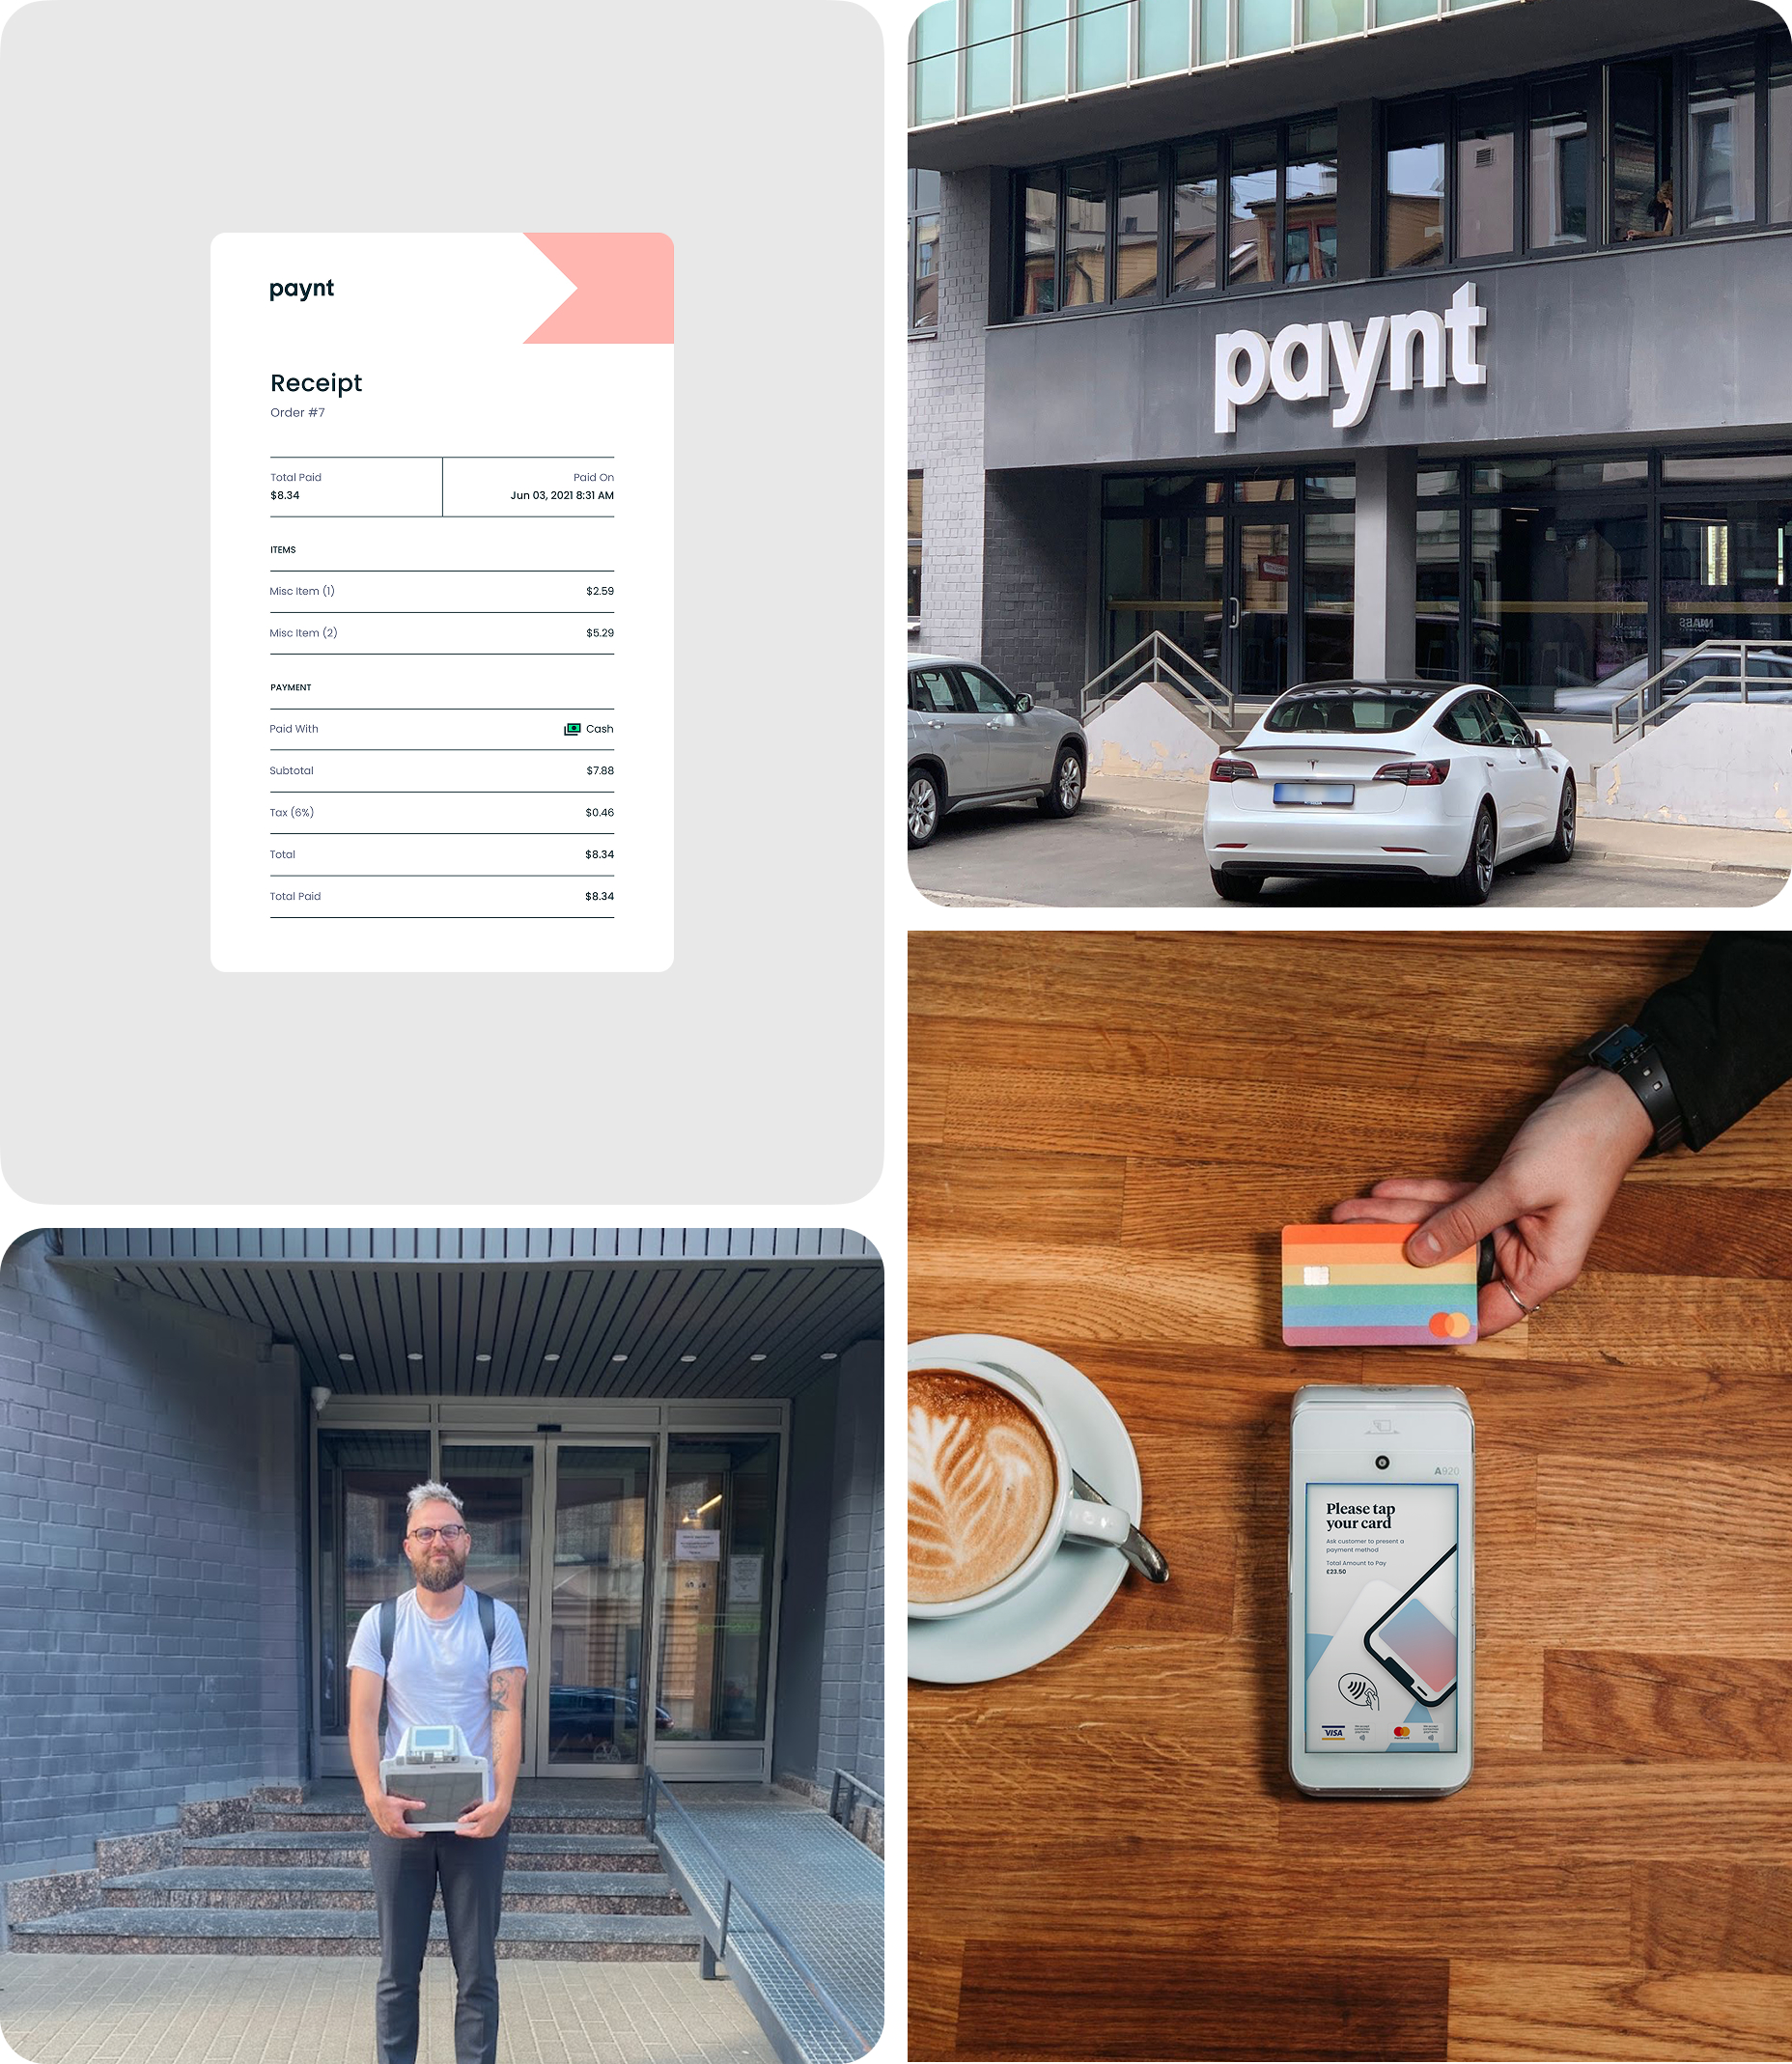 paynt
Receipt
Order #7
Total Paid
$8.34
Paid On
Jun 03, 2021 8:31 AM
ITEMS
Misc Item (1) $2.59
Misc Item (2) $5.29
PAYMENT
Paid With Cash
Subtotal $7.88
Tax (6%) $0.46
Total $8.34
Total Paid $8.34
paynt
A920
Please tap
your card
Ask customer to present a
payment method
Total Amount to Pay
£23.50
VISA